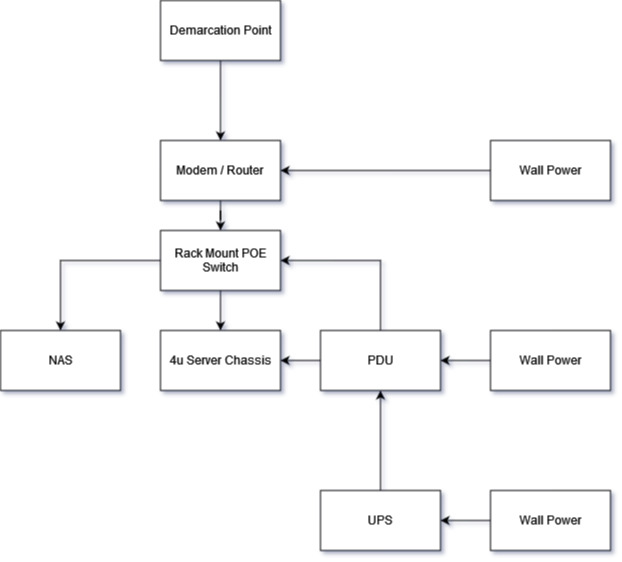 Demarcation Point
Modem / Router
Wall Power
Rack Mount POE
Switch
NAS
4u Server Chassis
PDU
Wall Power
UPS
Wall Power